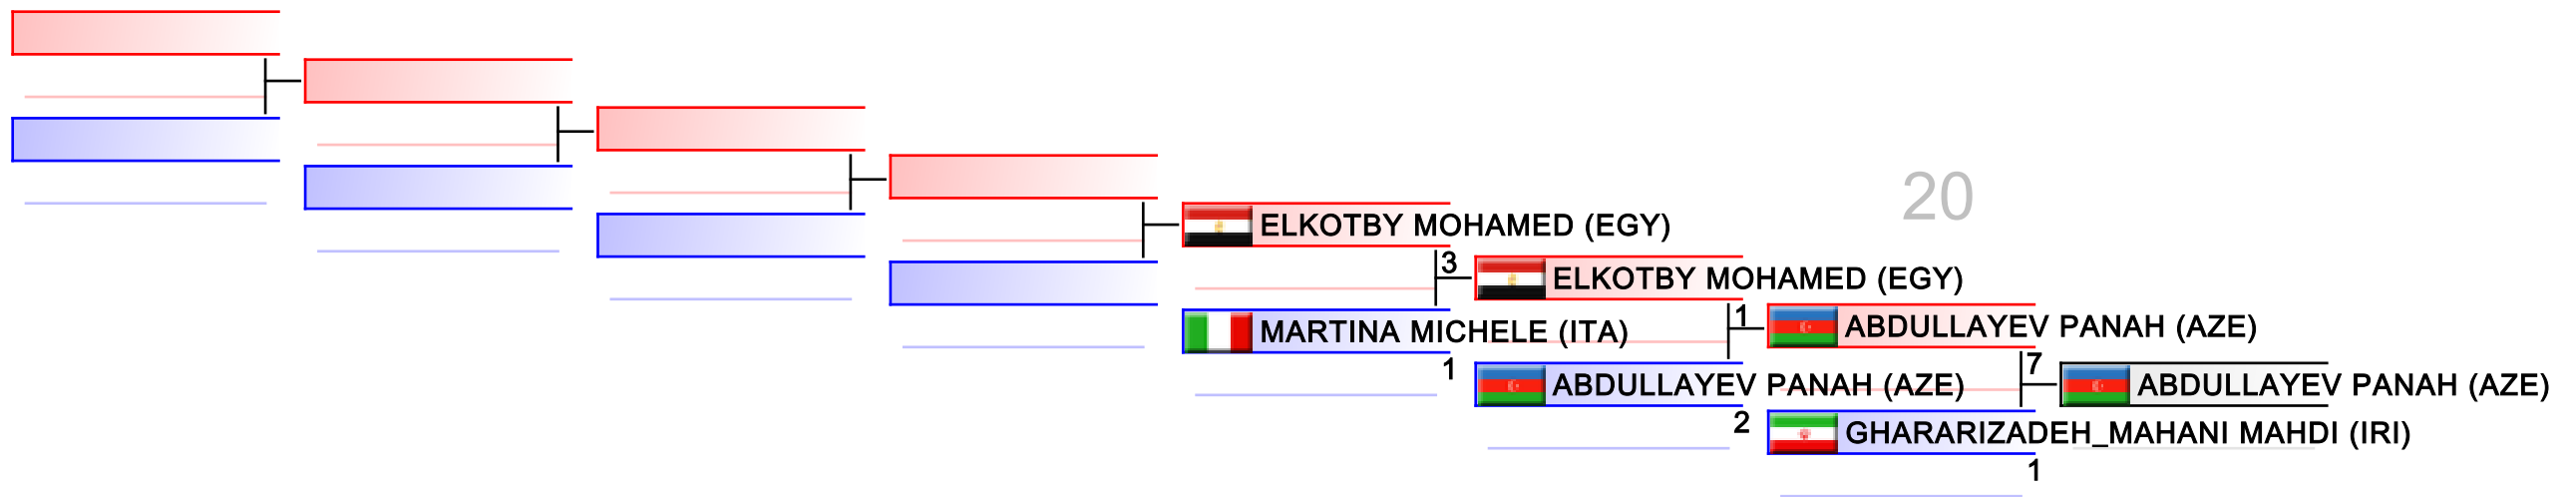 20
ELKOTBY MOHAMED (EGY)
3
ELKOTBY MOHAMED (EGY)
MARTINA MICHELE (ITA)
1
1
ABDULLAYEV PANAH (AZE)
ABDULLAYEV PANAH (AZE)
2
7
ABDULLAYEV PANAH (AZE)
GHARARIZADEH_MAHANI MAHDI (IRI)
1